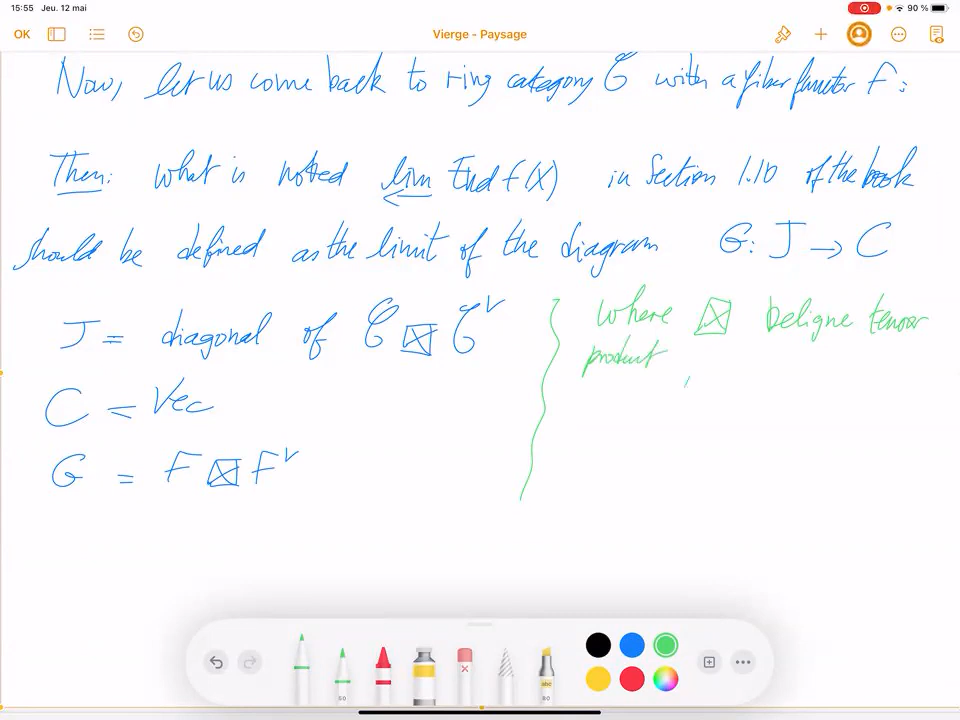 15:55 Jeu. 12 mai 90 %
OK Vierge - Paysage
Now, let us come back to ring category C with a fiber functor F:
Then: what is noted lim End F(X) in Section 1.10 of the book
should be defined as the limit of the diagram G: J → C
J = diagonal of C ⊠ C^∨
C = Vec
G = F ⊠ F^∨
where ⊠ Deligne tensor
product
50 80